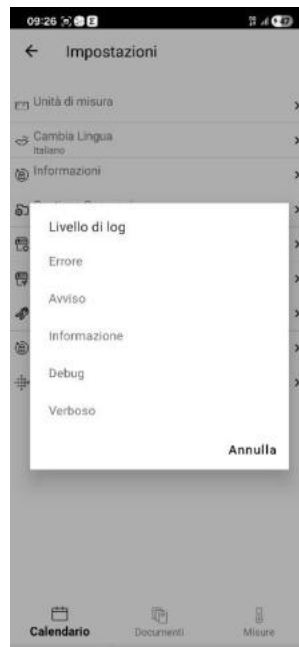 09:26
47
Impostazioni
Unità di misura
Cambia Lingua
Italiano
Informazioni
Livello di log
Errore
Avviso
Informazione
Debug
Verboso
Annulla
Calendario
Documenti
Misure